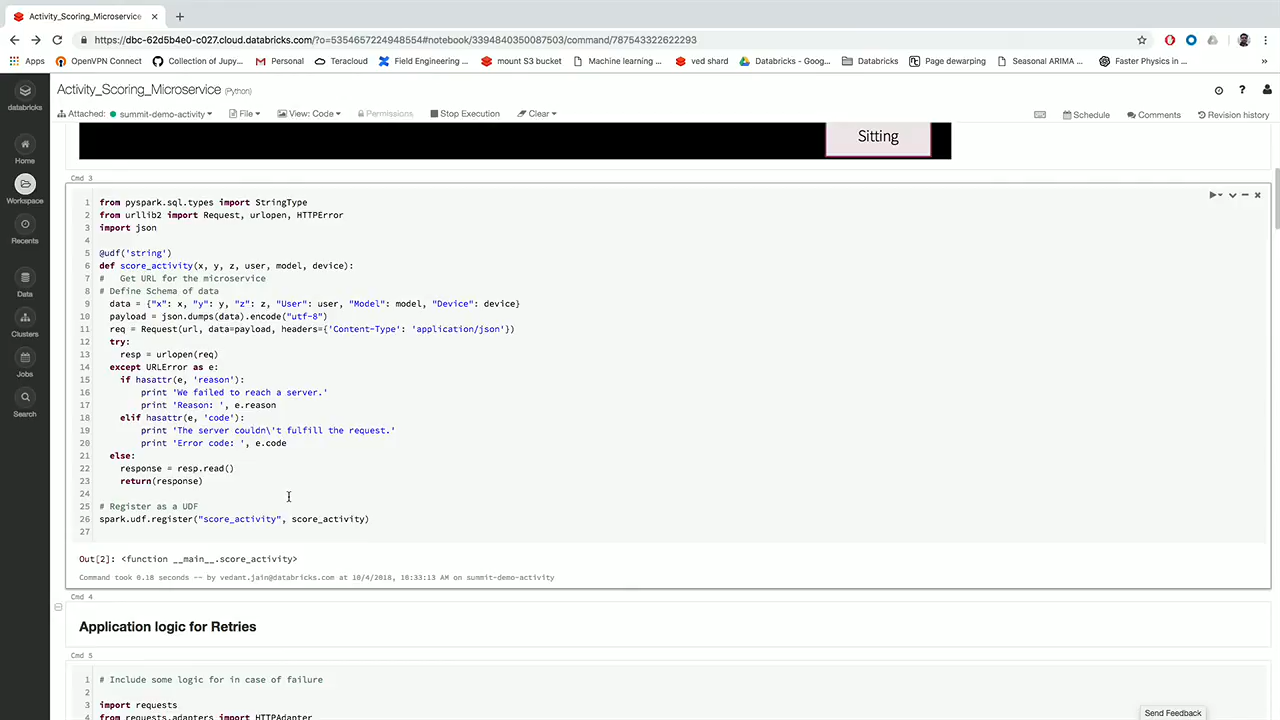 Activity_Scoring_Microservice
https://dbc-62d5b4e0-c027.cloud.databricks.com/?o=5354657224948554#notebook/3394840350087503/command/787543322622293
Apps OpenVPN Connect Collection of Jupy... Personal Teracloud Field Engineering ... mount S3 bucket Machine learning ... ved shard Databricks - Goog... Databricks Page dewarping Seasonal ARIMA ... Faster Physics in ... »
databricks
Home
Workspace
Recents
Data
Clusters
Jobs
Search
Activity_Scoring_Microservice (Python)
Attached: summit-demo-activity File View: Code Permissions Stop Execution Clear Schedule Comments Revision history
Sitting
Cmd 3
1 from pyspark.sql.types import StringType
2 from urllib2 import Request, urlopen, HTTPError
3 import json
4
5 @udf('string')
6 def score_activity(x, y, z, user, model, device):
7 #   Get URL for the microservice
8 # Define Schema of data
9   data = {"x": x, "y": y, "z": z, "User": user, "Model": model, "Device": device}
10   payload = json.dumps(data).encode("utf-8")
11   req = Request(url, data=payload, headers={'Content-Type': 'application/json'})
12   try:
13     resp = urlopen(req)
14   except URLError as e:
15     if hasattr(e, 'reason'):
16         print 'We failed to reach a server.'
17         print 'Reason: ', e.reason
18     elif hasattr(e, 'code'):
19         print 'The server couldn\'t fulfill the request.'
20         print 'Error code: ', e.code
21   else:
22     response = resp.read()
23     return(response)
24
25 # Register as a UDF
26 spark.udf.register("score_activity", score_activity)
27
Out[2]: <function __main__.score_activity>
Command took 0.18 seconds -- by vedant.jain@databricks.com at 10/4/2018, 10:33:13 AM on summit-demo-activity
Cmd 4
Application logic for Retries
Cmd 5
1 # Include some logic for in case of failure
2
3 import requests
4 from requests.adapters import HTTPAdapter
Send Feedback